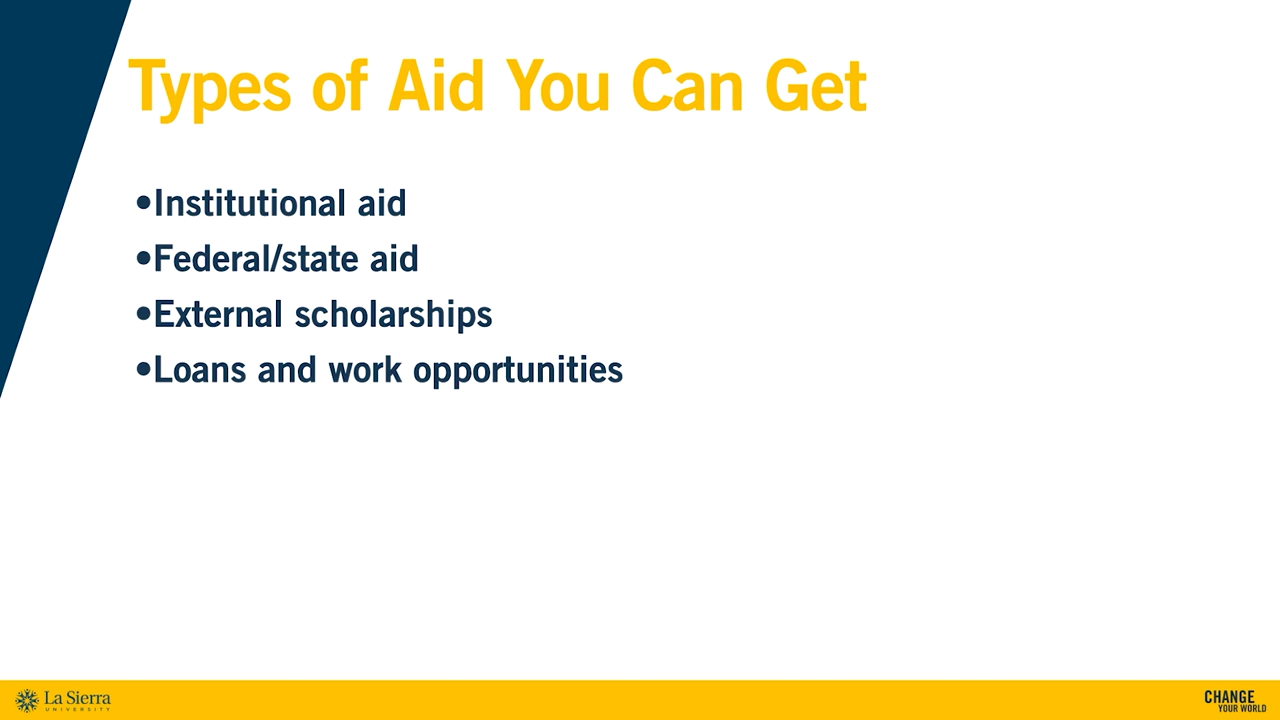 Types of Aid You Can Get
•Institutional aid
•Federal/state aid
•External scholarships
•Loans and work opportunities
La Sierra
UNIVERSITY
CHANGE
YOUR WORLD